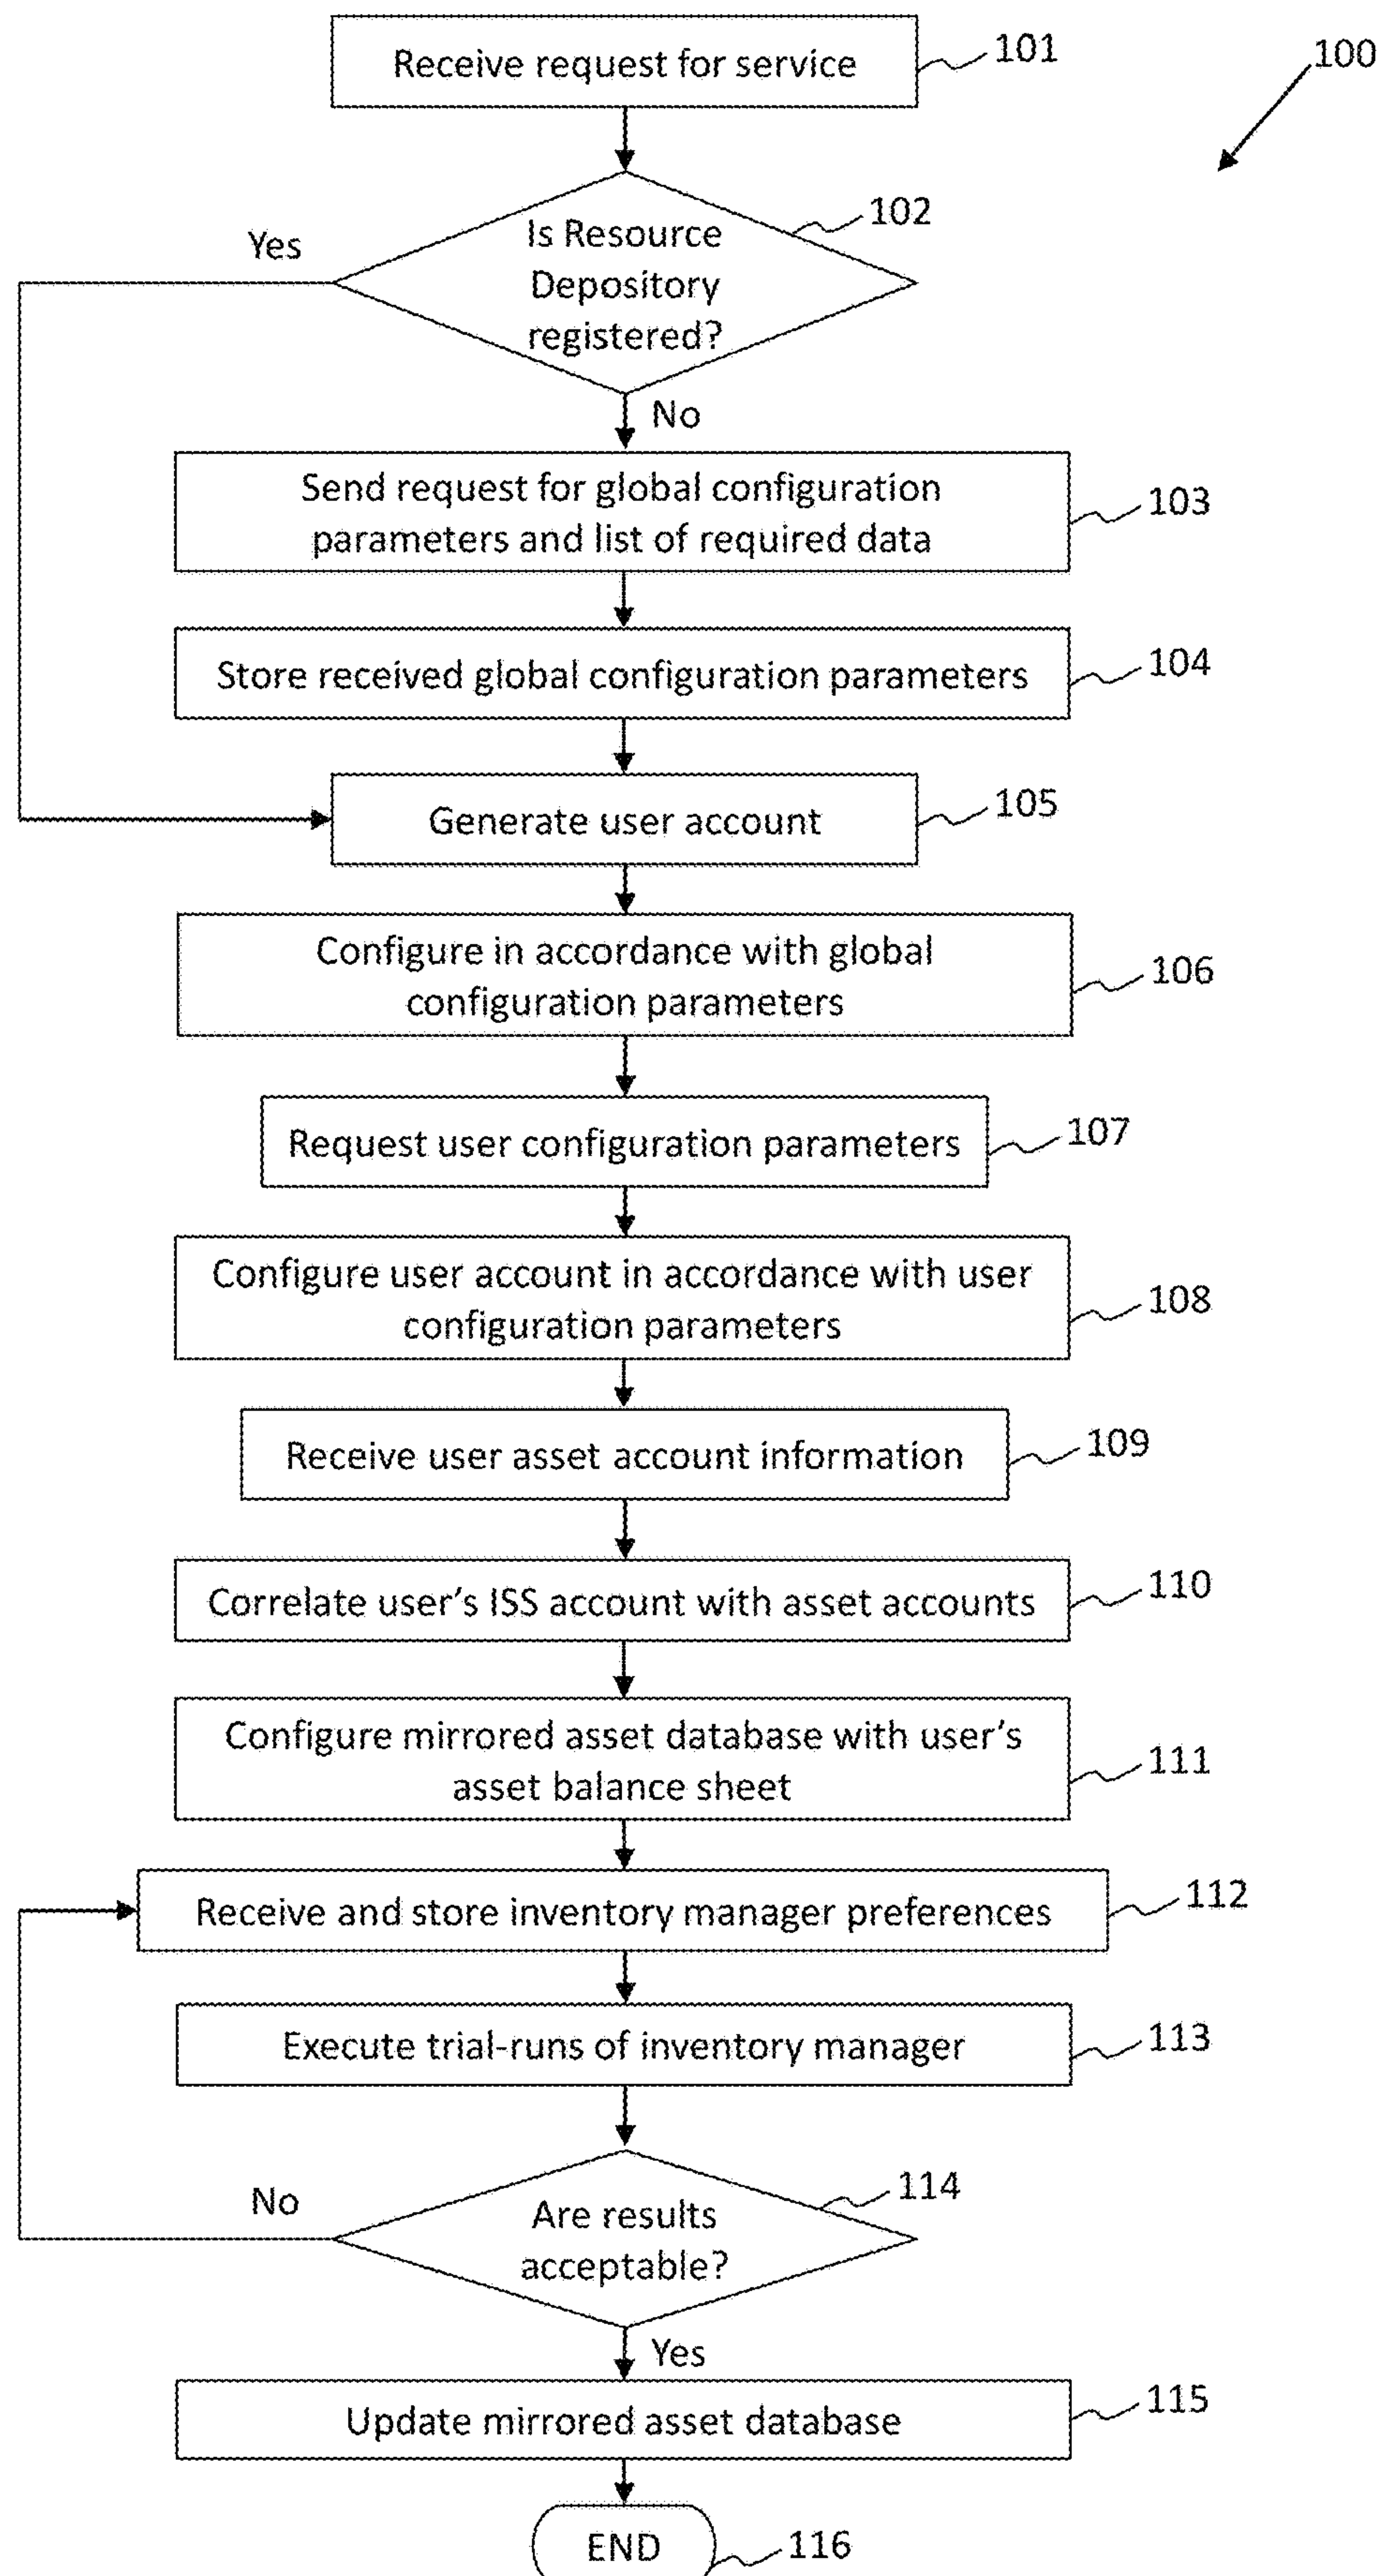 Receive request for service
101
100
Is Resource
Depository
registered?
102
Yes
No
Send request for global configuration
parameters and list of required data
103
Store received global configuration parameters
104
Generate user account
105
Configure in accordance with global
configuration parameters
106
Request user configuration parameters
107
Configure user account in accordance with user
configuration parameters
108
Receive user asset account information
109
Correlate user's ISS account with asset accounts
110
Configure mirrored asset database with user's
asset balance sheet
111
Receive and store inventory manager preferences
112
Execute trial-runs of inventory manager
113
Are results
acceptable?
114
No
Yes
Update mirrored asset database
115
END
116